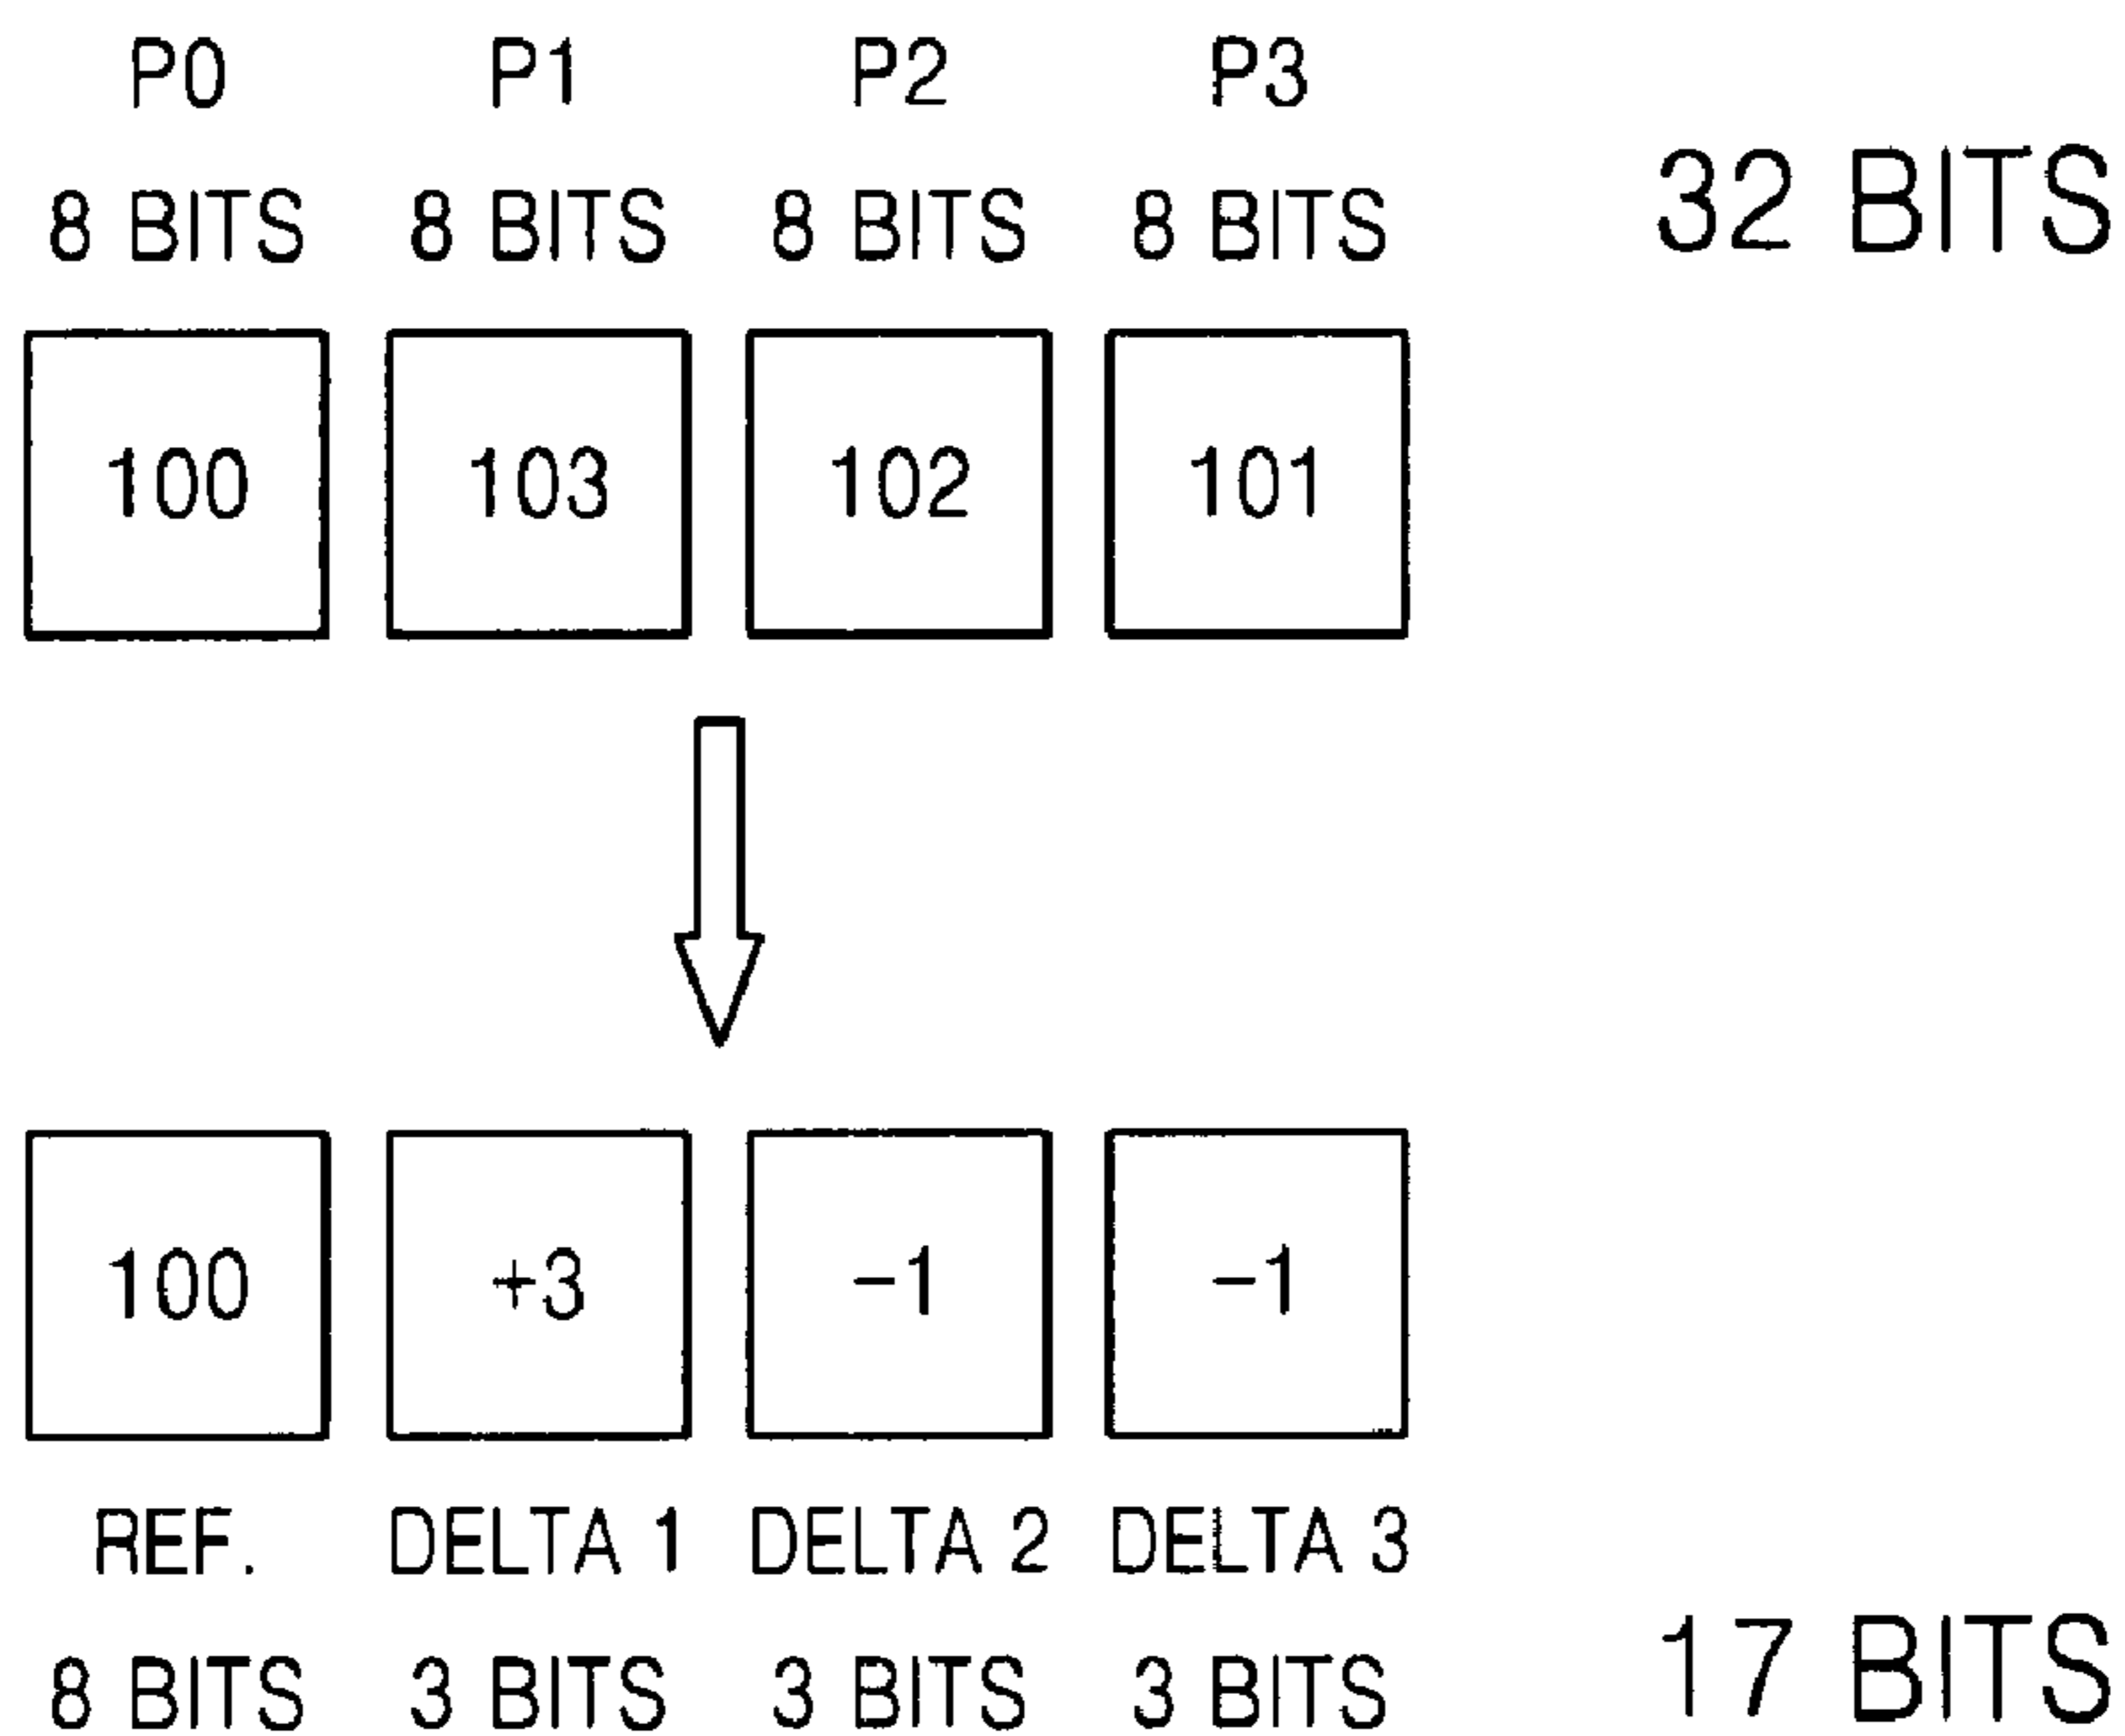 P0 P1 P2 P3
8 BITS 8 BITS 8 BITS 8 BITS 32 BITS
100 103 102 101
100 +3 -1 -1
REF. DELTA 1 DELTA 2 DELTA 3
8 BITS 3 BITS 3 BITS 3 BITS 17 BITS